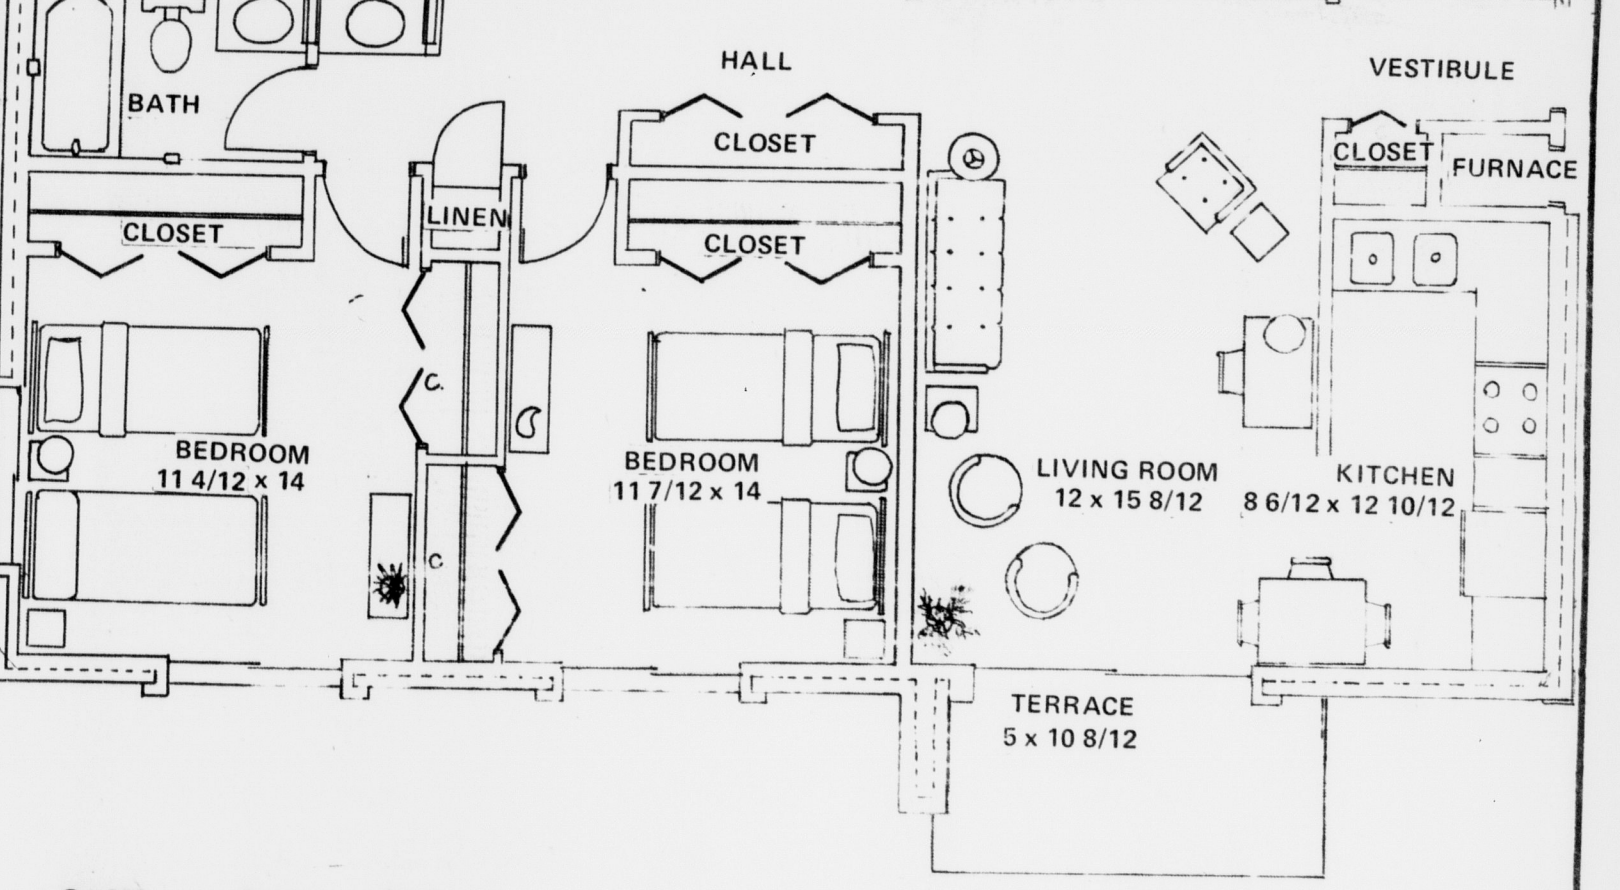 HALL
VESTIBULE
BATH
CLOSET
CLOSET
FURNACE
LINEN
CLOSET
CLOSET
C.
BEDROOM
11 4/12 x 14
BEDROOM
11 7/12 x 14
LIVING ROOM
12 x 15 8/12
KITCHEN
8 6/12 x 12 10/12
C
TERRACE
5 x 10 8/12